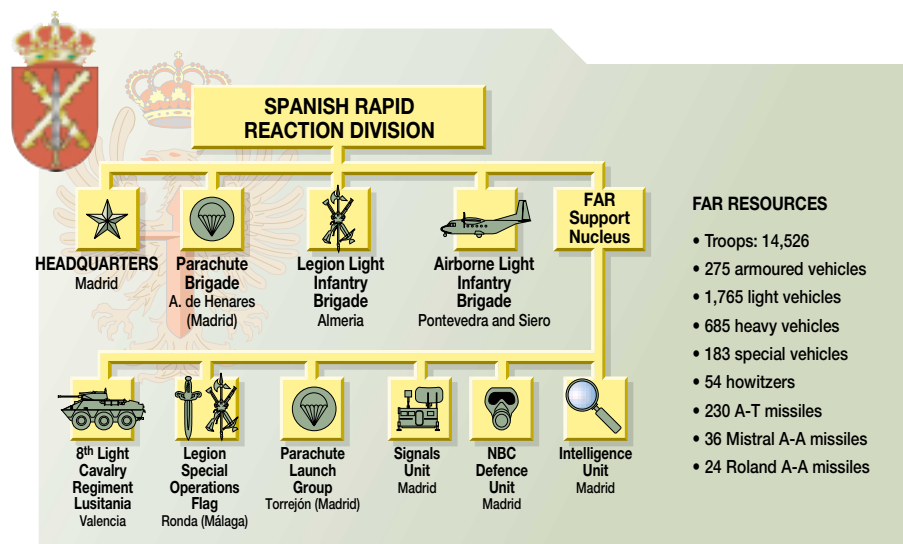 SPANISH RAPID
REACTION DIVISION
HEADQUARTERS
Madrid
Parachute
Brigade
A. de Henares
(Madrid)
Legion Light
Infantry
Brigade
Almeria
Airborne Light
Infantry
Brigade
Pontevedra and Siero
FAR
Support
Nucleus
8th Light
Cavalry
Regiment
Lusitania
Valencia
Legion
Special
Operations
Flag
Ronda (Málaga)
Parachute
Launch
Group
Torrejón (Madrid)
Signals
Unit
Madrid
NBC
Defence
Unit
Madrid
Intelligence
Unit
Madrid
FAR RESOURCES
• Troops: 14,526
• 275 armoured vehicles
• 1,765 light vehicles
• 685 heavy vehicles
• 183 special vehicles
• 54 howitzers
• 230 A-T missiles
• 36 Mistral A-A missiles
• 24 Roland A-A missiles